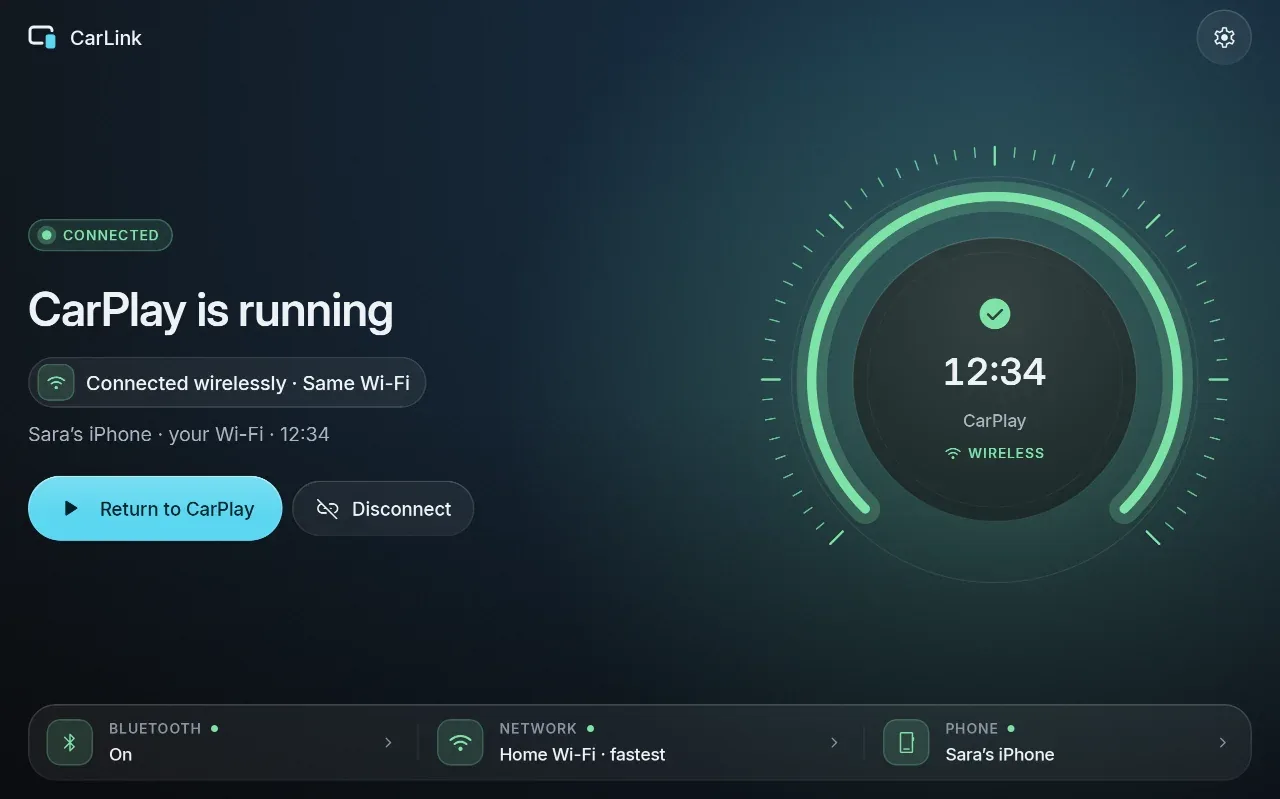 CarLink
CONNECTED
CarPlay is running
Connected wirelessly · Same Wi-Fi
Sara’s iPhone · your Wi-Fi · 12:34
Return to CarPlay
Disconnect
12:34
CarPlay
WIRELESS
BLUETOOTH
On
NETWORK
Home Wi-Fi · fastest
PHONE
Sara’s iPhone